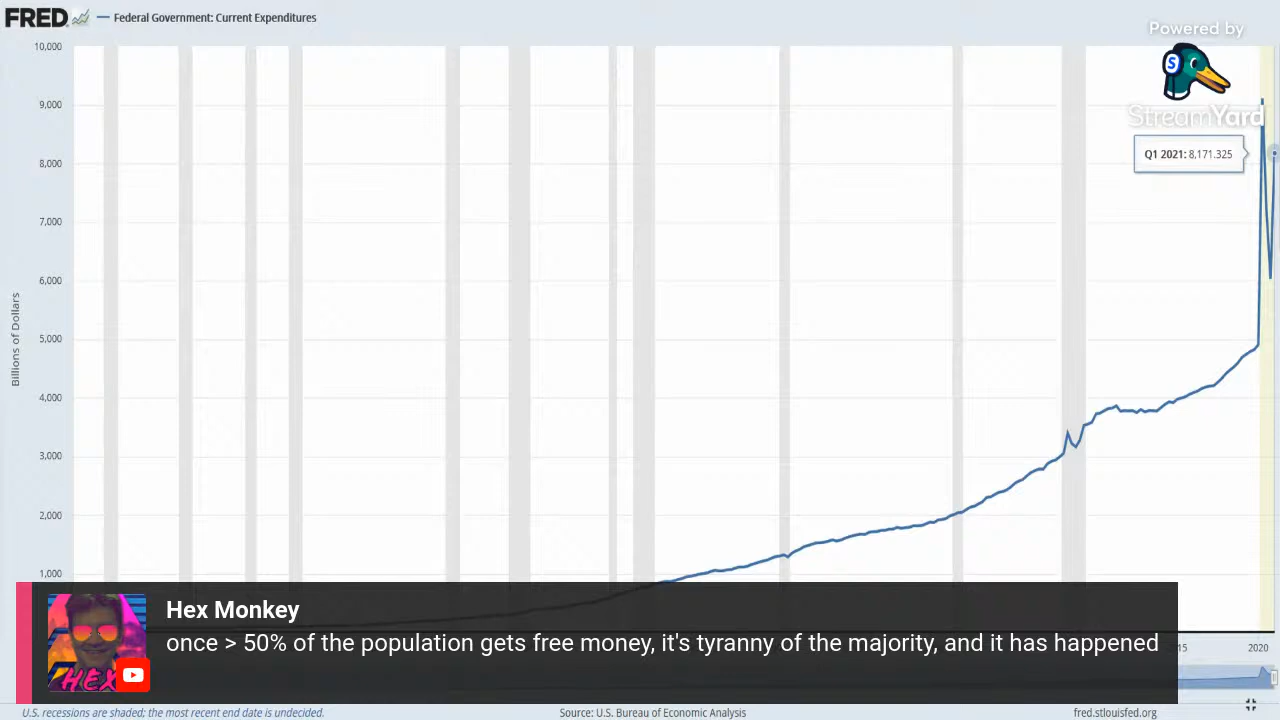 FRED
Federal Government: Current Expenditures
Powered by
StreamYard
S
10,000
9,000
8,000
7,000
6,000
5,000
4,000
3,000
2,000
1,000
Billions of Dollars
Q1 2021: 8,171.325
Hex Monkey
once > 50% of the population gets free money, it's tyranny of the majority, and it has happened
HEX
2020
U.S. recessions are shaded; the most recent end date is undecided.
Source: U.S. Bureau of Economic Analysis
fred.stlouisfed.org